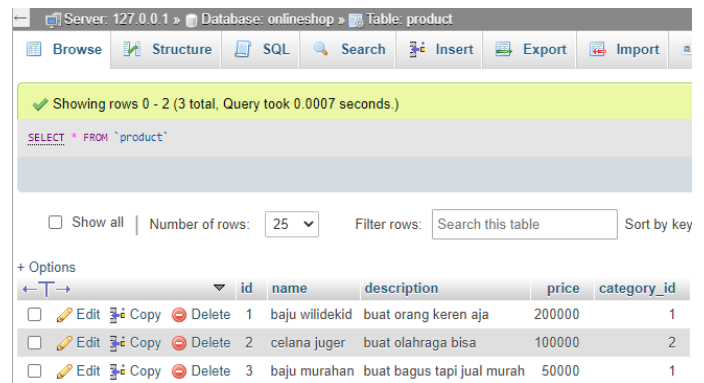 ← Server: 127.0.0.1 » Database: onlineshop » Table: product
Browse Structure SQL Search Insert Export Import
Showing rows 0 - 2 (3 total, Query took 0.0007 seconds.)
SELECT * FROM `product`
Show all | Number of rows: 25 Filter rows: Search this table Sort by key
+ Options
←T→ ▼ id name description price category_id
Edit Copy Delete 1 baju wilidekid buat orang keren aja 200000 1
Edit Copy Delete 2 celana juger buat olahraga bisa 100000 2
Edit Copy Delete 3 baju murahan buat bagus tapi jual murah 50000 1